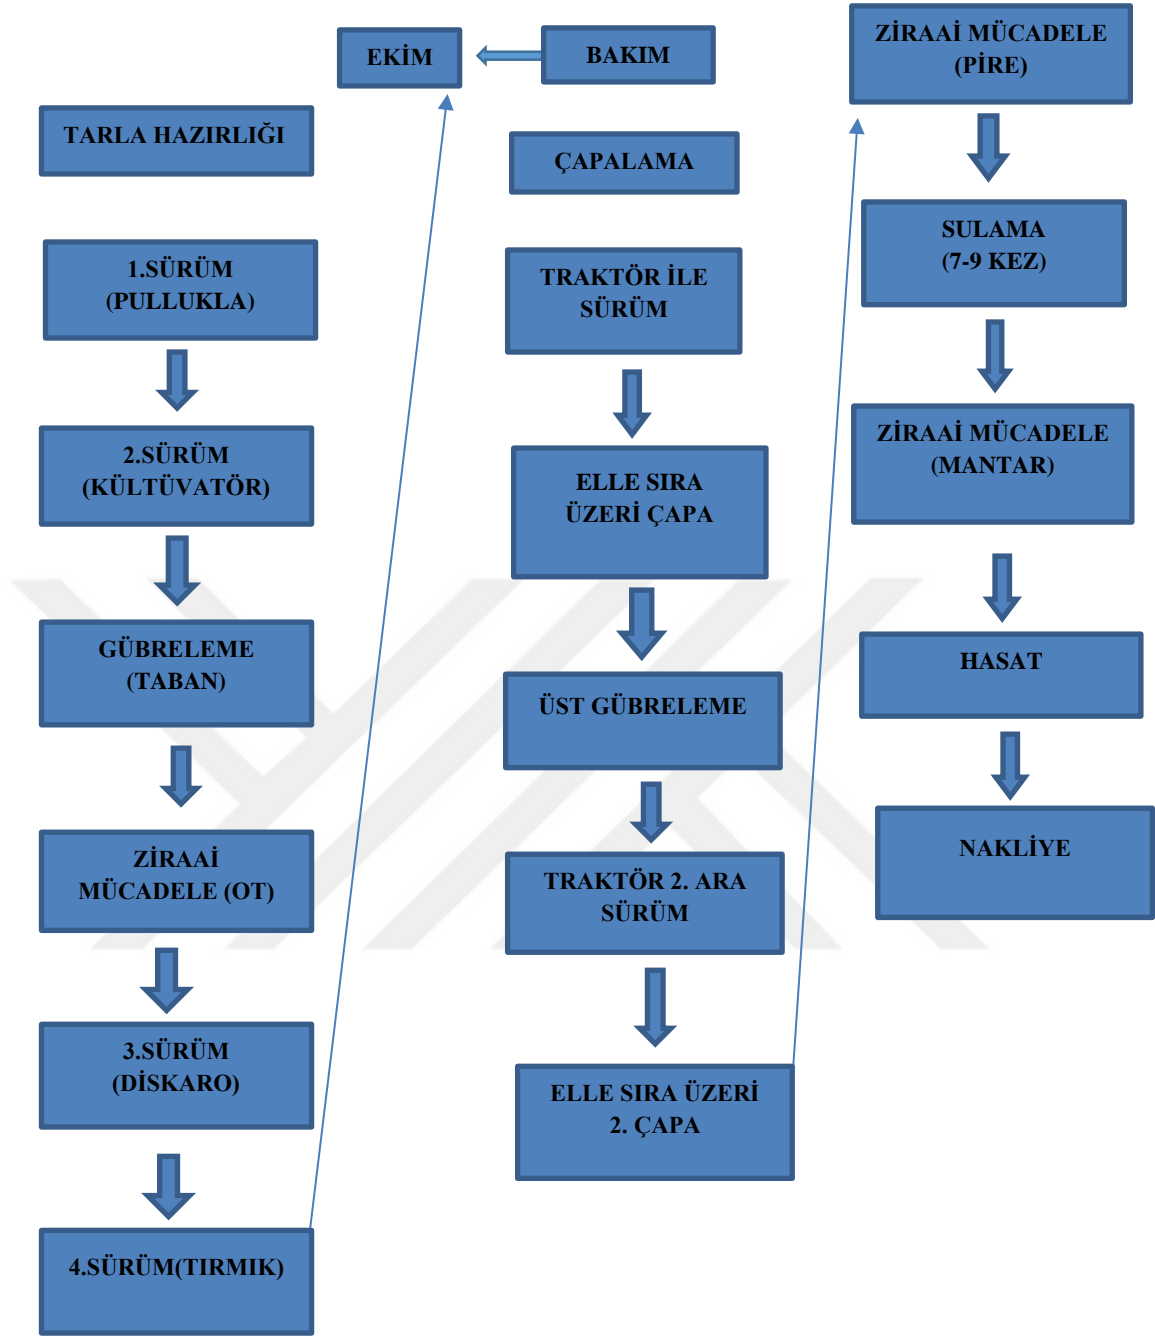 TARLA HAZIRLIĞI
1.SÜRÜM
(PULLUKLA)
2.SÜRÜM
(KÜLTÜVATÖR)
GÜBRELEME
(TABAN)
ZİRAAİ
MÜCADELE (OT)
3.SÜRÜM
(DİSKARO)
4.SÜRÜM(TIRMIK)
EKİM
BAKIM
ÇAPALAMA
TRAKTÖR İLE
SÜRÜM
ELLE SIRA
ÜZERİ ÇAPA
ÜST GÜBRELEME
TRAKTÖR 2. ARA
SÜRÜM
ELLE SIRA ÜZERİ
2. ÇAPA
ZİRAAİ MÜCADELE
(PİRE)
SULAMA
(7-9 KEZ)
ZİRAAİ MÜCADELE
(MANTAR)
HASAT
NAKLİYE